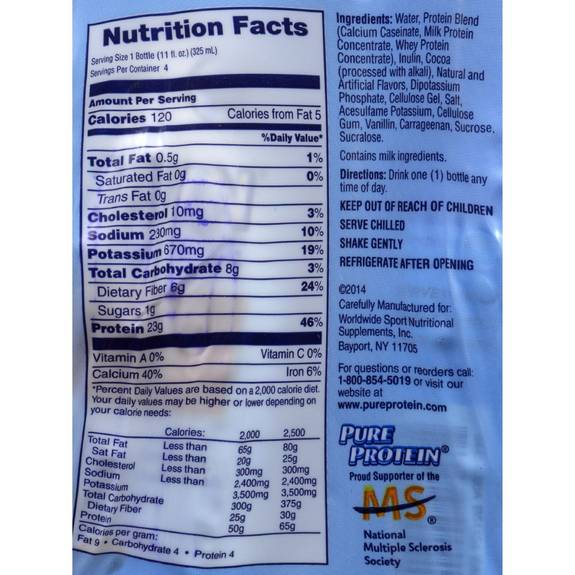 Nutrition Facts
Serving Size 1 Bottle (11 fl. oz.) (325 mL)
Servings Per Container 4
Amount Per Serving
Calories 120 Calories from Fat 5
%Daily Value*
Total Fat 0.5g 1%
Saturated Fat 0g 0%
Trans Fat 0g
Cholesterol 10mg 3%
Sodium 230mg 10%
Potassium 670mg 19%
Total Carbohydrate 8g 3%
Dietary Fiber 6g 24%
Sugars 1g
Protein 23g 46%
Vitamin A 0% Vitamin C 0%
Calcium 40% Iron 6%
*Percent Daily Values are based on a 2,000 calorie diet.
Your daily values may be higher or lower depending on
your calorie needs:
Calories: 2,000 2,500
Total Fat Less than 65g 80g
Sat Fat Less than 20g 25g
Cholesterol Less than 300mg 300mg
Sodium Less than 2,400mg 2,400mg
Potassium 3,500mg 3,500mg
Total Carbohydrate 300g 375g
Dietary Fiber 25g 30g
Protein 50g 65g
Calories per gram:
Fat 9 • Carbohydrate 4 • Protein 4
Ingredients: Water, Protein Blend
(Calcium Caseinate, Milk Protein
Concentrate, Whey Protein
Concentrate), Inulin, Cocoa
(processed with alkali), Natural and
Artificial Flavors, Dipotassium
Phosphate, Cellulose Gel, Salt,
Acesulfame Potassium, Cellulose
Gum, Vanillin, Carrageenan, Sucrose,
Sucralose.
Contains milk ingredients.
Directions: Drink one (1) bottle any
time of day.
KEEP OUT OF REACH OF CHILDREN
SERVE CHILLED
SHAKE GENTLY
REFRIGERATE AFTER OPENING
©2014
Carefully Manufactured for:
Worldwide Sport Nutritional
Supplements, Inc.
Bayport, NY 11705
For questions or reorders call:
1-800-854-5019 or visit our
website at
www.pureprotein.com
PURE
PROTEIN®
Proud Supporter of the
MS®
National
Multiple Sclerosis
Society